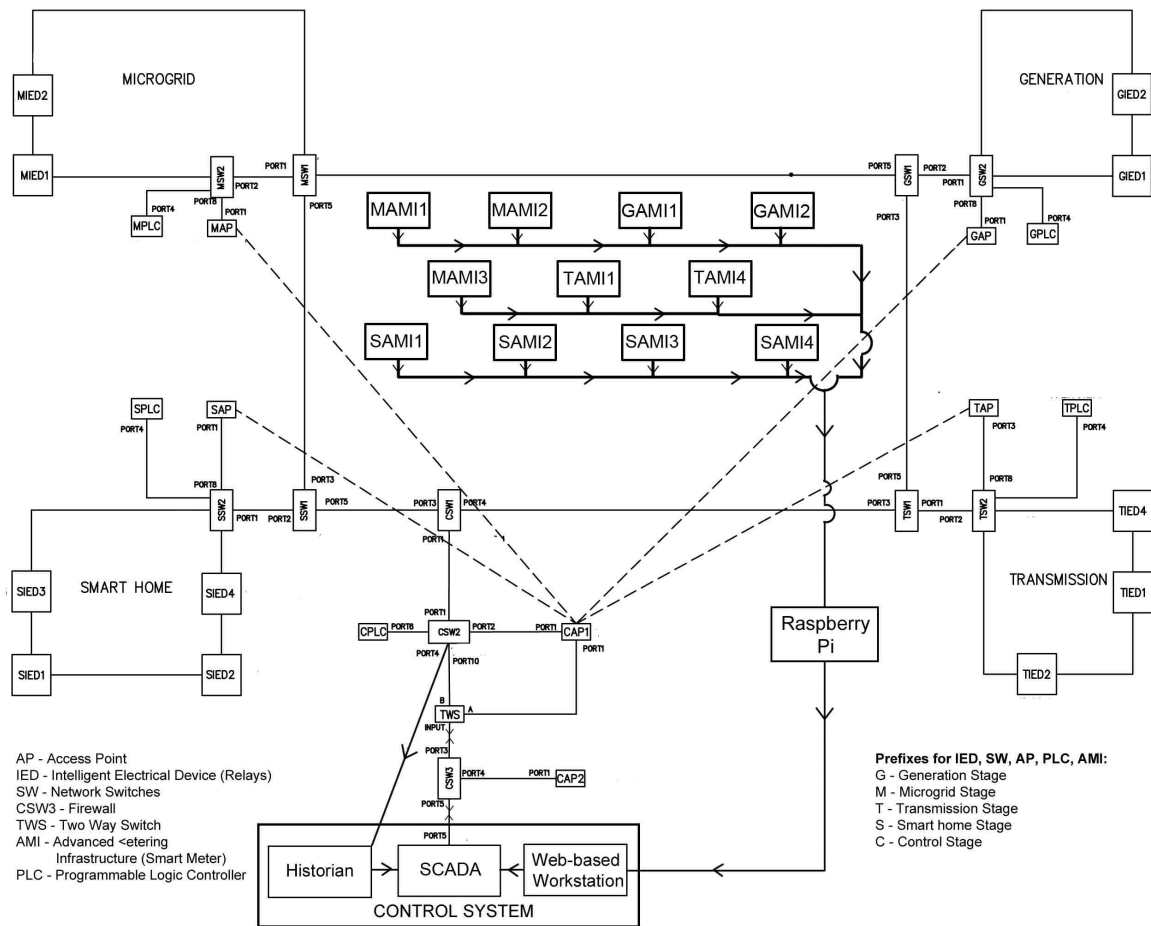 MICROGRID
GENERATION
MIED2
GIED2
MIED1
MSW2
PORT1
PORT2
MSW1
PORT5
PORT8
PORT4
PORT1
MPLC
MAP
PORT5
GSW1
PORT2
PORT1
GSW2
GIED1
PORT3
PORT8
PORT1
PORT4
GAP
GPLC
MAMI1
MAMI2
GAMI1
GAMI2
MAMI3
TAMI1
TAMI4
SAMI1
SAMI2
SAMI3
SAMI4
SPLC
SAP
PORT4
PORT1
TAP
TPLC
PORT3
PORT4
PORT8
SSW2
PORT1
PORT2
SSW1
PORT3
PORT5
PORT3
CSW1
PORT4
PORT1
PORT5
PORT3
TSW1
PORT1
PORT2
TSW2
PORT8
TIED4
SIED3
SMART HOME
SIED4
TRANSMISSION
TIED1
SIED1
SIED2
TIED2
CPLC
PORT6
PORT1
CSW2
PORT2
PORT1
CAP1
PORT1
PORT4
PORT10
Raspberry
Pi
B
TWS
A
INPUT
PORT3
CSW3
PORT4
PORT1
CAP2
PORT5
PORT5
Historian
SCADA
Web-based
Workstation
CONTROL SYSTEM
AP - Access Point
IED - Intelligent Electrical Device (Relays)
SW - Network Switches
CSW3 - Firewall
TWS - Two Way Switch
AMI - Advanced <etering
Infrastructure (Smart Meter)
PLC - Programmable Logic Controller
Prefixes for IED, SW, AP, PLC, AMI:
G - Generation Stage
M - Microgrid Stage
T - Transmission Stage
S - Smart home Stage
C - Control Stage